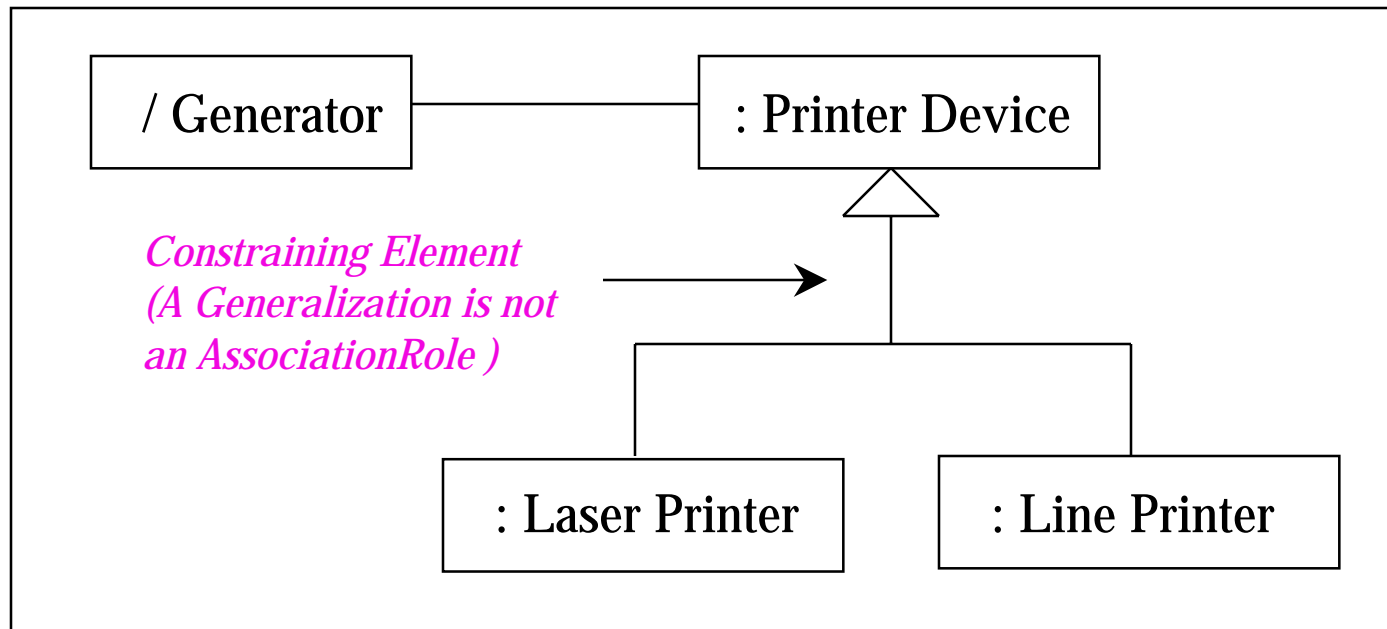 / Generator
: Printer Device
Constraining Element
(A Generalization is not
an AssociationRole )
: Laser Printer
: Line Printer